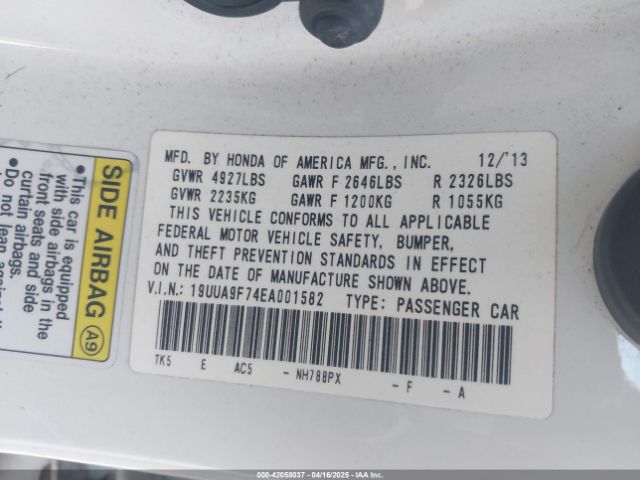 MFD. BY HONDA OF AMERICA MFG., INC. 12/'13
GVWR 4927LBS GAWR F 2646LBS R 2326LBS
GVWR 2235KG GAWR F 1200KG R 1055KG
THIS VEHICLE CONFORMS TO ALL APPLICABLE
FEDERAL MOTOR VEHICLE SAFETY, BUMPER,
AND THEFT PREVENTION STANDARDS IN EFFECT
ON THE DATE OF MANUFACTURE SHOWN ABOVE.
V.I.N.: 19UUA9F74EA001582 TYPE: PASSENGER CAR
TK5 E AC5 - NH788PX - F - A
SIDE AIRBAG A9
• This car is equipped
with side airbags in the
front seats and side
curtain airbags.
• Do not lean against the
000-42058037 - 04/16/2025 - IAA Inc.